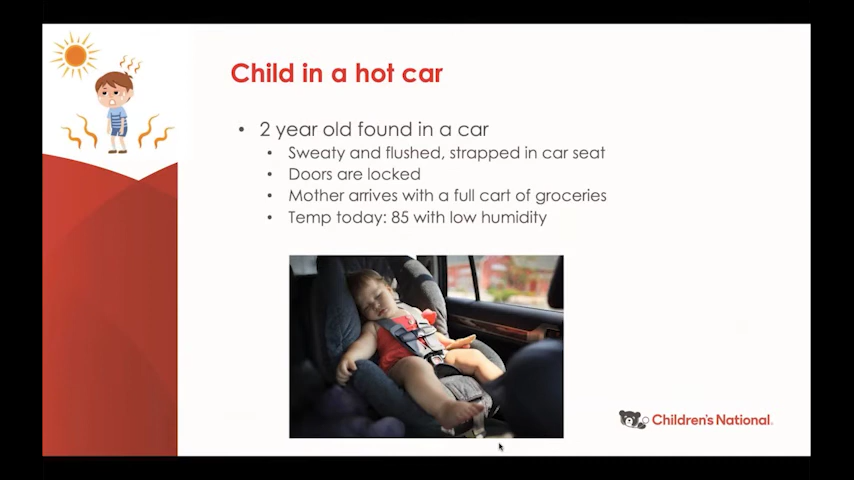 Child in a hot car
• 2 year old found in a car
• Sweaty and flushed, strapped in car seat
• Doors are locked
• Mother arrives with a full cart of groceries
• Temp today: 85 with low humidity
Children's National